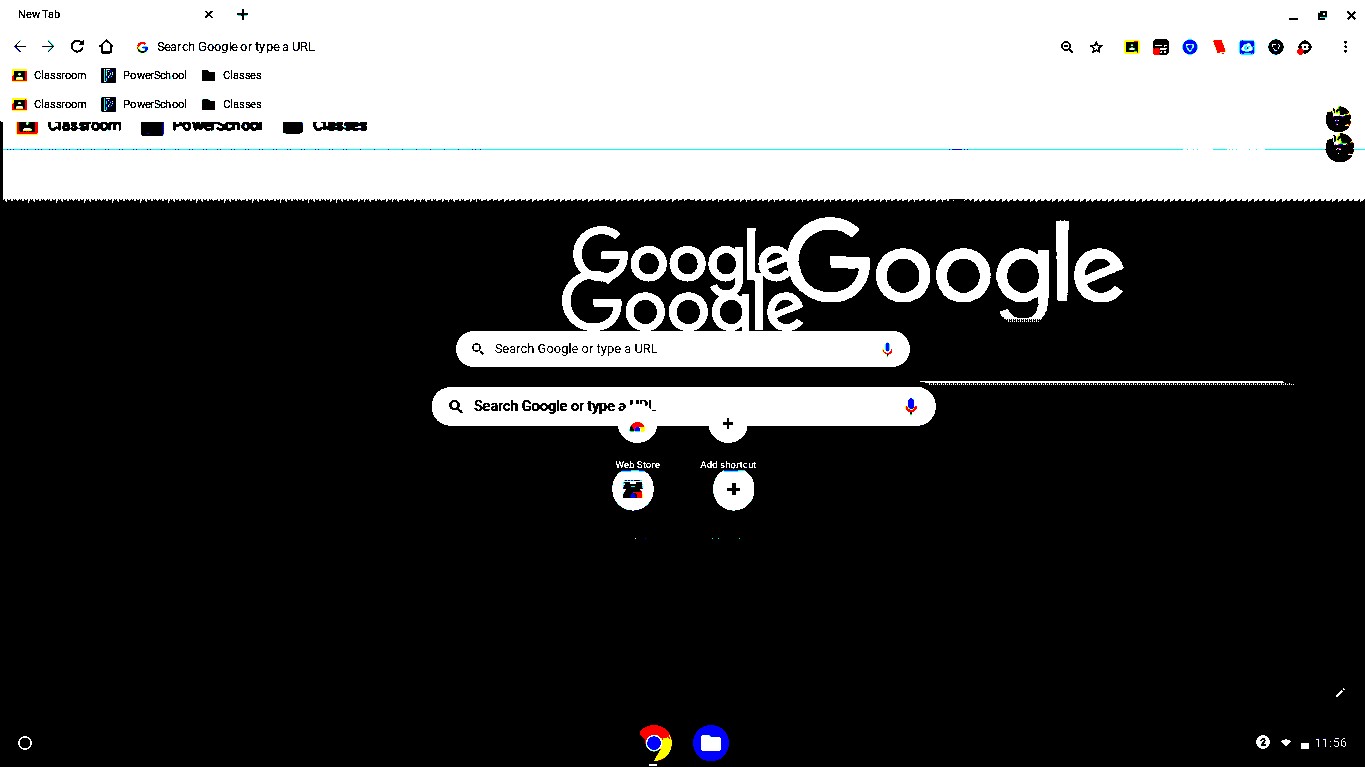 New Tab
Search Google or type a URL
Classroom PowerSchool Classes
Classroom PowerSchool Classes
Classroom PowerSchool Classes
Google Google
Google
Search Google or type a URL
Search Google or type a URL
Web Store Add shortcut
2 11:56